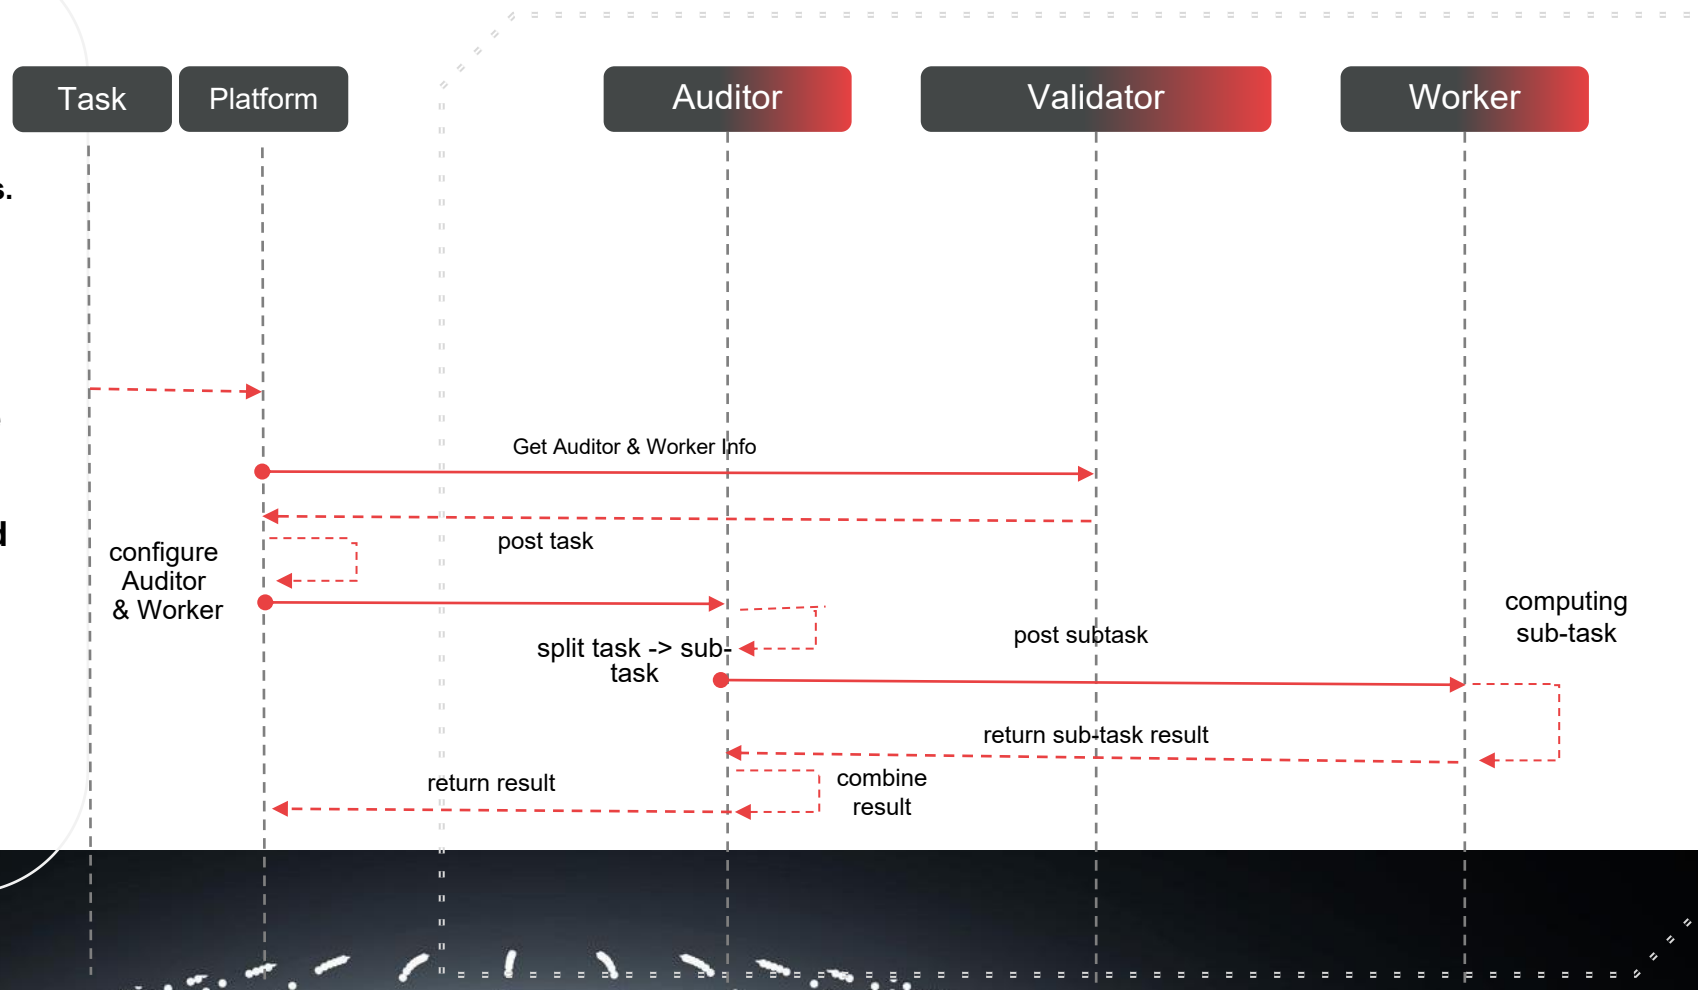 Task
Platform
Auditor
Validator
Worker
s.
Get Auditor & Worker Info
post task
configure
Auditor
& Worker
split task -> sub-
task
post subtask
computing
sub-task
return sub-task result
return result
combine
result